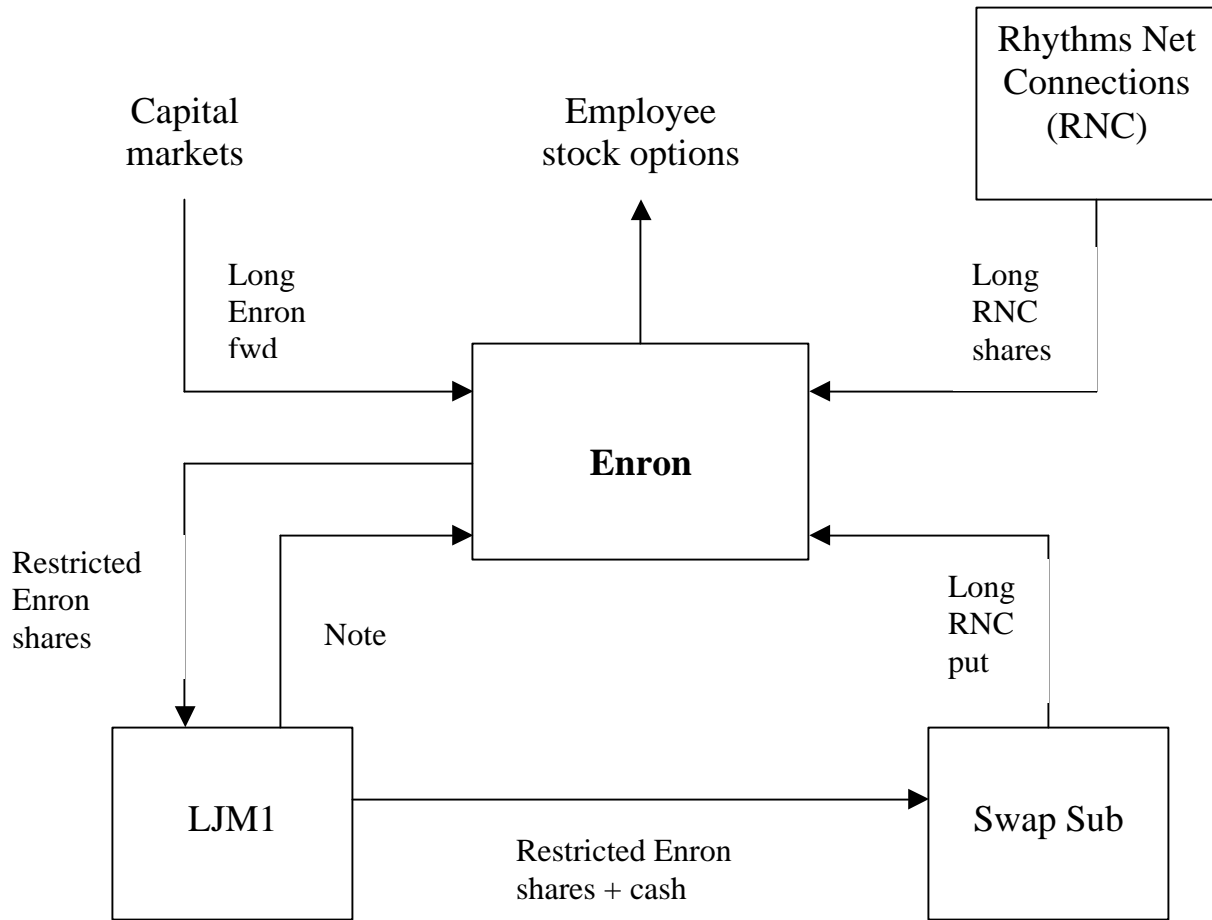 Rhythms Net
Connections
(RNC)
Capital
markets
Employee
stock options
Long
Enron
fwd
Long
RNC
shares
Enron
Restricted
Enron
shares
Note
Long
RNC
put
LJM1
Swap Sub
Restricted Enron
shares + cash